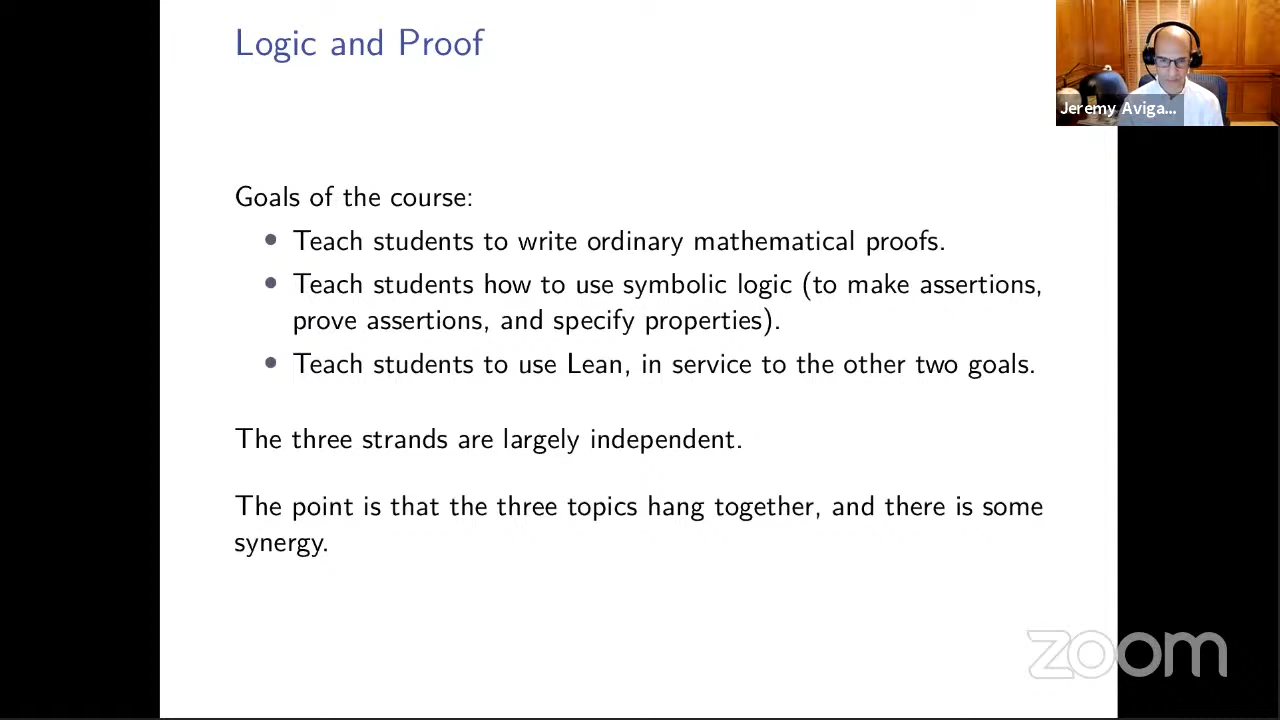 Logic and Proof
Jeremy Aviga...
Goals of the course:
• Teach students to write ordinary mathematical proofs.
• Teach students how to use symbolic logic (to make assertions,
prove assertions, and specify properties).
• Teach students to use Lean, in service to the other two goals.
The three strands are largely independent.
The point is that the three topics hang together, and there is some
synergy.
zoom